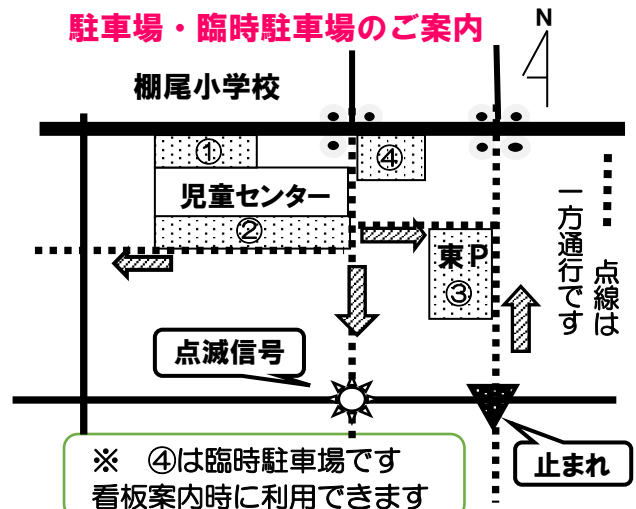 駐車場・臨時駐車場のご案内
N
棚尾小学校
①
④
児童センター
②
東P
③
点線は
一方通行です
点滅信号
止まれ
※ ④は臨時駐車場です
看板案内時に利用できます